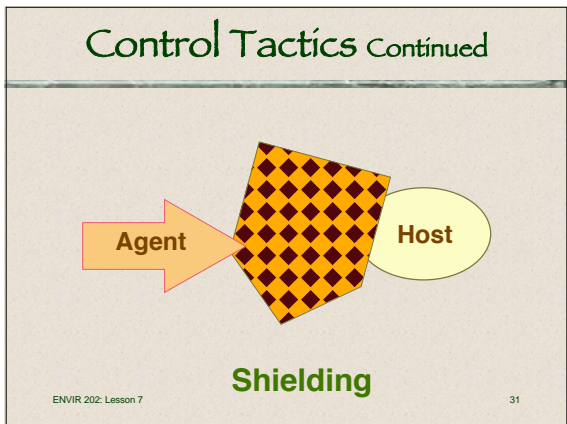 Control Tactics Continued
Agent
Host
Shielding
ENVIR 202: Lesson 7
31